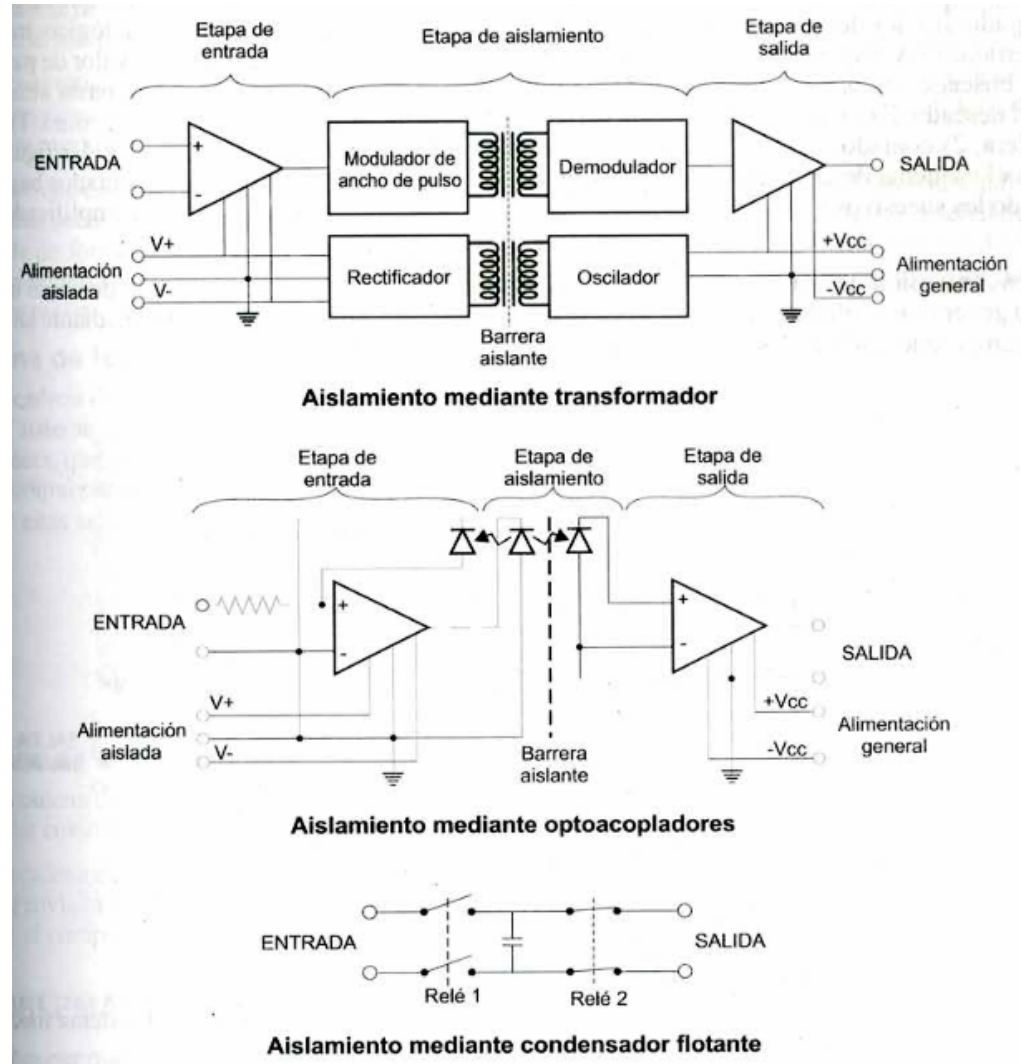 Etapa de
entrada
Etapa de aislamiento
Etapa de
salida
ENTRADA
+
-
Modulador de
ancho de pulso
Demodulador
SALIDA
V+
Alimentación
aislada
V-
Rectificador
Oscilador
+Vcc
Alimentación
general
-Vcc
Barrera
aislante
Aislamiento mediante transformador
Etapa de
entrada
Etapa de
aislamiento
Etapa de
salida
ENTRADA
+
-
+
-
SALIDA
V+
Alimentación
aislada
V-
+Vcc
Alimentación
general
-Vcc
Barrera
aislante
Aislamiento mediante optoacopladores
ENTRADA
SALIDA
Relé 1
Relé 2
Aislamiento mediante condensador flotante